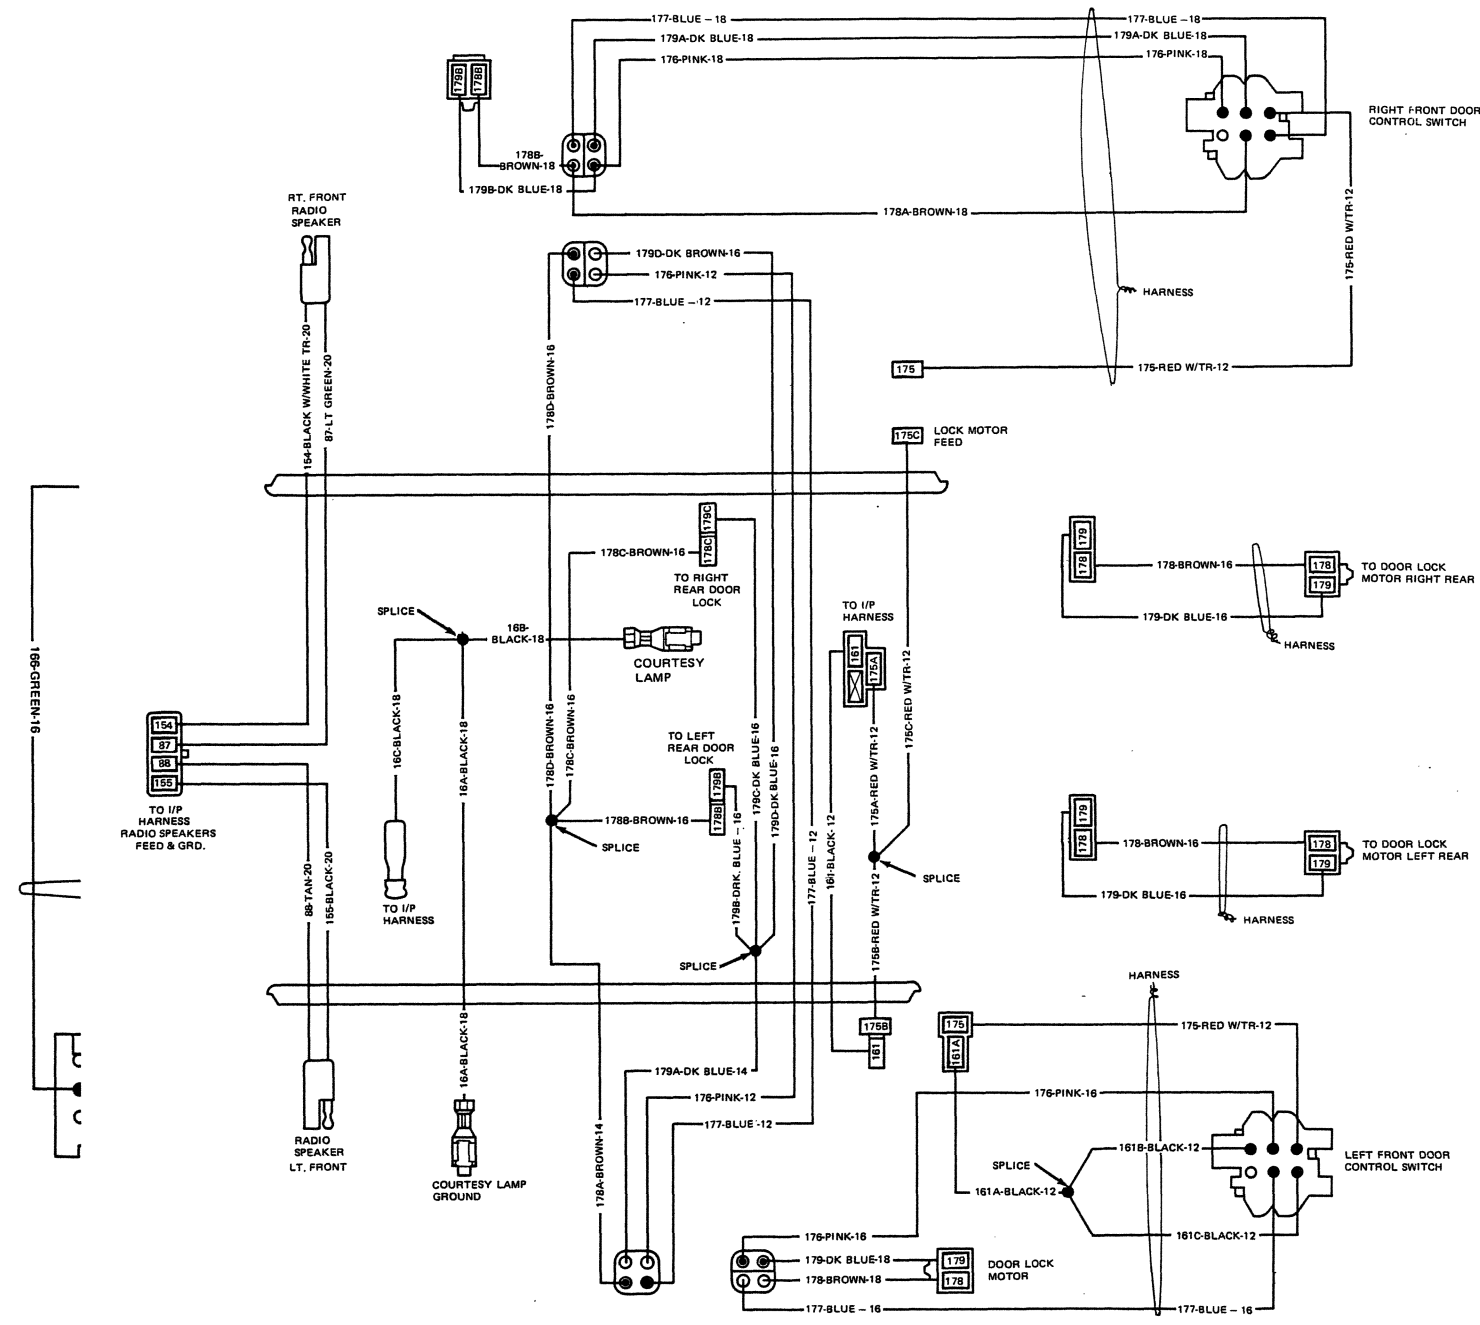 177-BLUE – 18
177-BLUE –18
179A-DK BLUE-18
179A-DK BLUE-18
176-PINK-18
176-PINK-18
179B
178B
RIGHT FRONT DOOR
CONTROL SWITCH
178B-
BROWN-18
179B-DK BLUE-18
178A-BROWN-18
175-RED W/TR-12
RT. FRONT
RADIO
SPEAKER
179D-DK BROWN-16
176-PINK-12
177-BLUE – 12
HARNESS
154-BLACK W/WHITE TR-20
87-LT GREEN-20
178D-BROWN-16
175
175-RED W/TR-12
175C
LOCK MOTOR
FEED
179C
178C
178C-BROWN-16
TO RIGHT
REAR DOOR
LOCK
179
178
178-BROWN-16
178
179
TO DOOR LOCK
MOTOR RIGHT REAR
179-DK BLUE-16
HARNESS
SPLICE
16B-
BLACK-18
COURTESY
LAMP
TO I/P
HARNESS
161
175A
166-GREEN-16
16C-BLACK-18
16A-BLACK-18
178D-BROWN-16
178C-BROWN-16
TO LEFT
REAR DOOR
LOCK
179B
178B
179C-DK BLUE-16
179D-DK BLUE-16
175C-RED W/TR-12
175A-RED W/TR-12
154
87
88
155
TO I/P
HARNESS
RADIO SPEAKERS
FEED & GRD.
178B-BROWN-16
SPLICE
179B-DRK. BLUE – 16
177-BLUE – 12
161-BLACK-12
SPLICE
175B-RED W/TR-12
179
178
178-BROWN-16
178
179
TO DOOR LOCK
MOTOR LEFT REAR
179-DK BLUE-16
HARNESS
88-TAN-20
155-BLACK-20
TO I/P
HARNESS
SPLICE
HARNESS
175B
161
175
161A
175-RED W/TR-12
16A-BLACK-18
179A-DK BLUE-14
176-PINK-12
177-BLUE -12
176-PINK-16
RADIO
SPEAKER
LT. FRONT
COURTESY LAMP
GROUND
178A-BROWN-14
161B-BLACK-12
SPLICE
161A-BLACK-12
161C-BLACK-12
LEFT FRONT DOOR
CONTROL SWITCH
176-PINK-16
179-DK BLUE-18
178-BROWN-18
179
178
DOOR LOCK
MOTOR
177-BLUE – 16
177-BLUE – 16